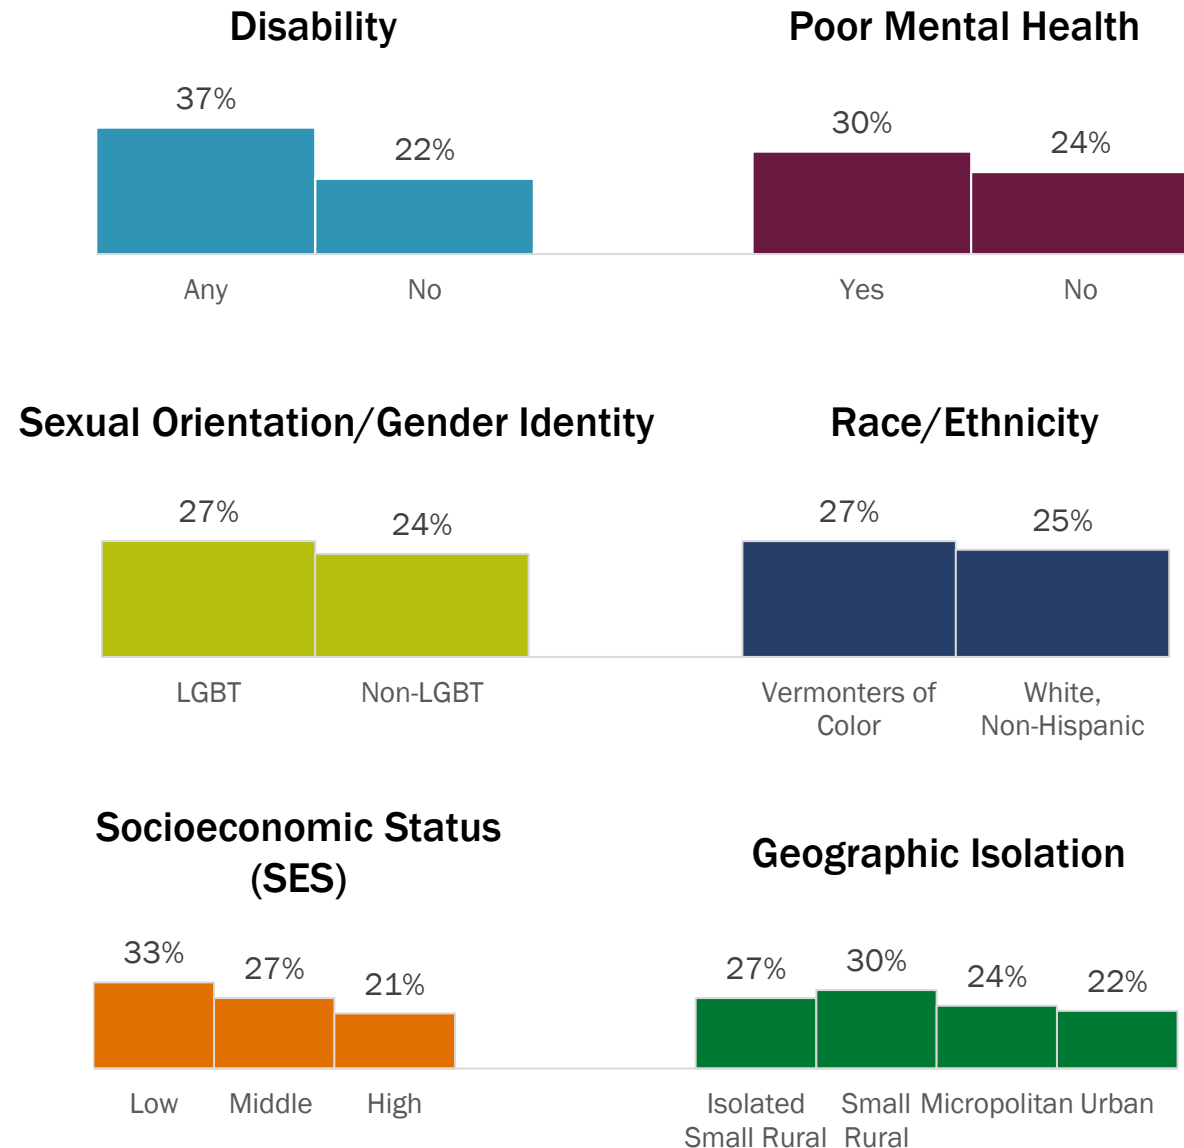 Disability
37%
22%
Any
No
Poor Mental Health
30%
24%
Yes
No
Sexual Orientation/Gender Identity
27%
24%
LGBT
Non-LGBT
Race/Ethnicity
27%
25%
Vermonters of
Color
White,
Non-Hispanic
Socioeconomic Status
(SES)
33%
27%
21%
Low
Middle
High
Geographic Isolation
27%
30%
24%
22%
Isolated
Small Rural
Small
Rural
Micropolitan
Urban